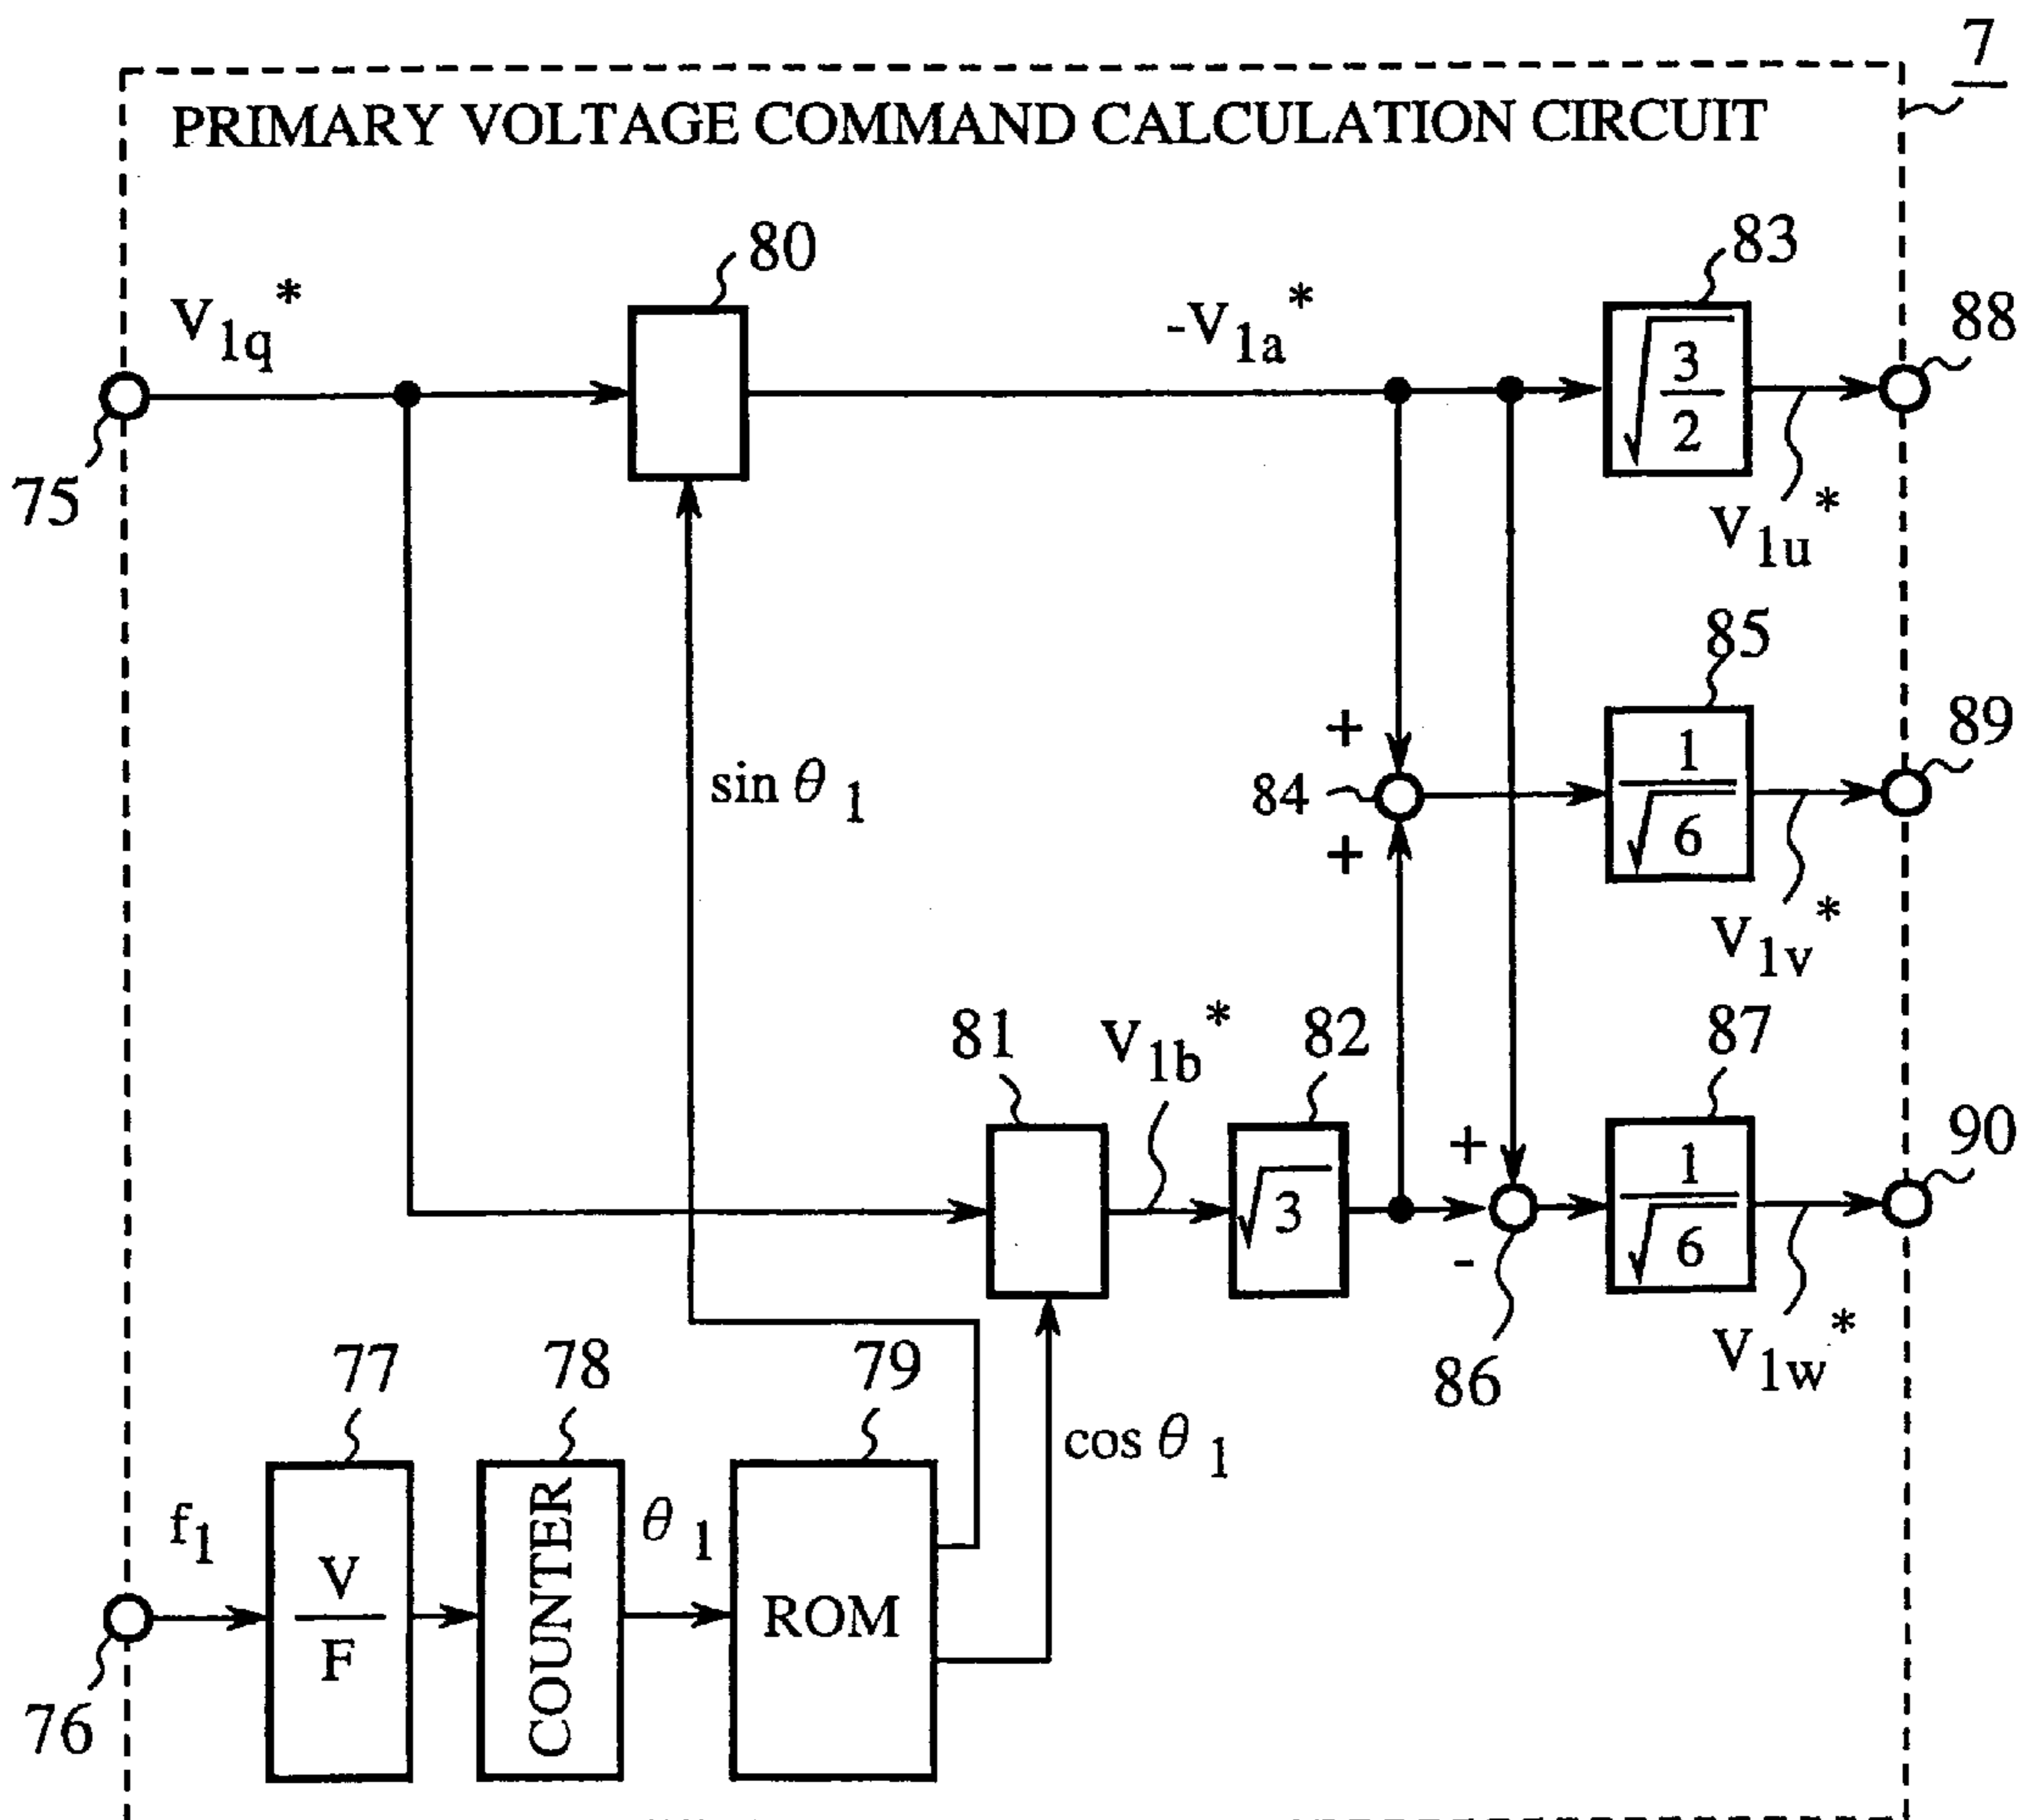 7
PRIMARY VOLTAGE COMMAND CALCULATION CIRCUIT
80
83
V1q*
-V1a*
√3/2
88
75
V1u*
85
89
+
sin θ1
84
1/√6
+
V1v*
81
V1b*
82
87
90
+
√3
1/√6
-
77
78
79
86
V1w*
cos θ1
f1
V/F
COUNTER
θ1
ROM
76